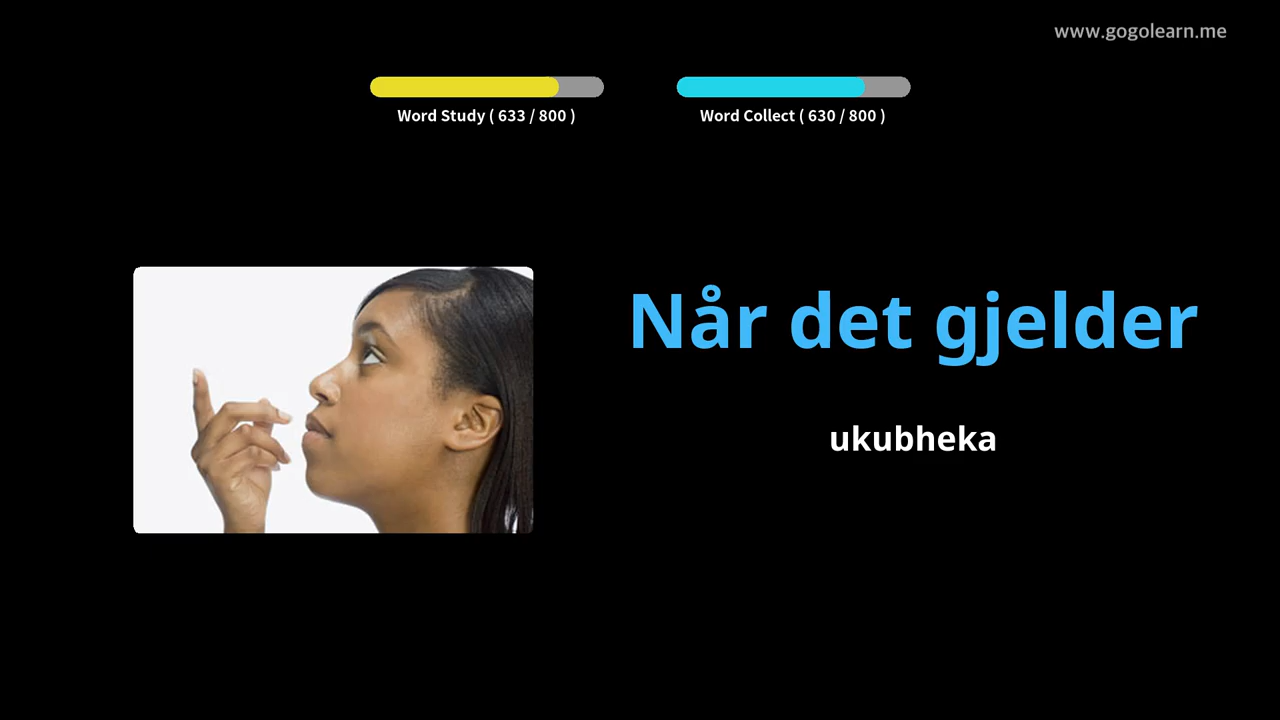 www.gogolearn.me
Word Study ( 633 / 800 )
Word Collect ( 630 / 800 )
Når det gjelder
ukubheka